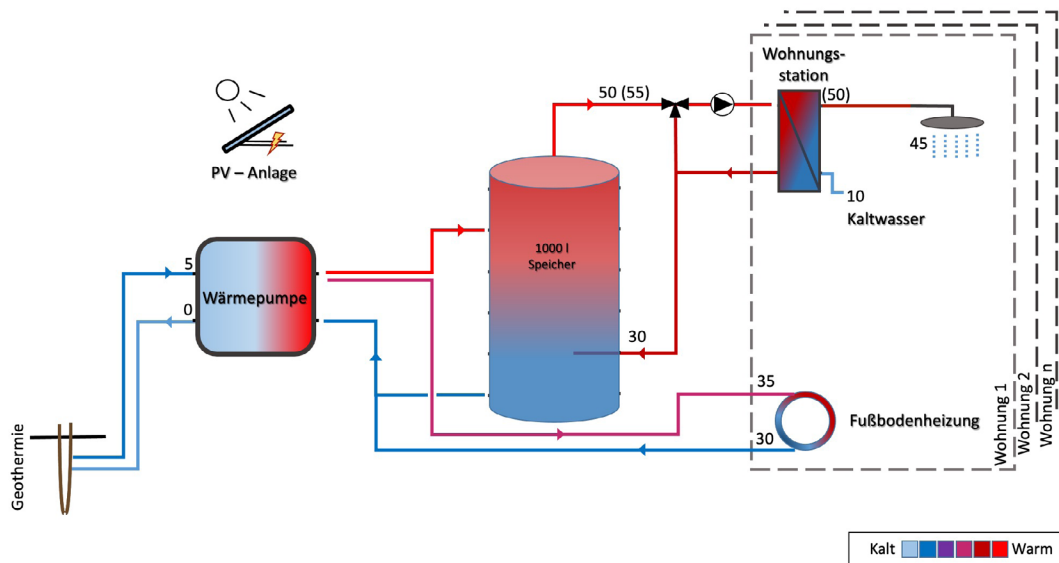 Wohnungs-
station
50 (55)
(50)
45
10
Kaltwasser
PV – Anlage
1000 l
Speicher
5
Wärmepumpe
0
30
35
Fußbodenheizung
30
Wohnung 1
Wohnung 2
Wohnung n
Geothermie
Kalt
Warm